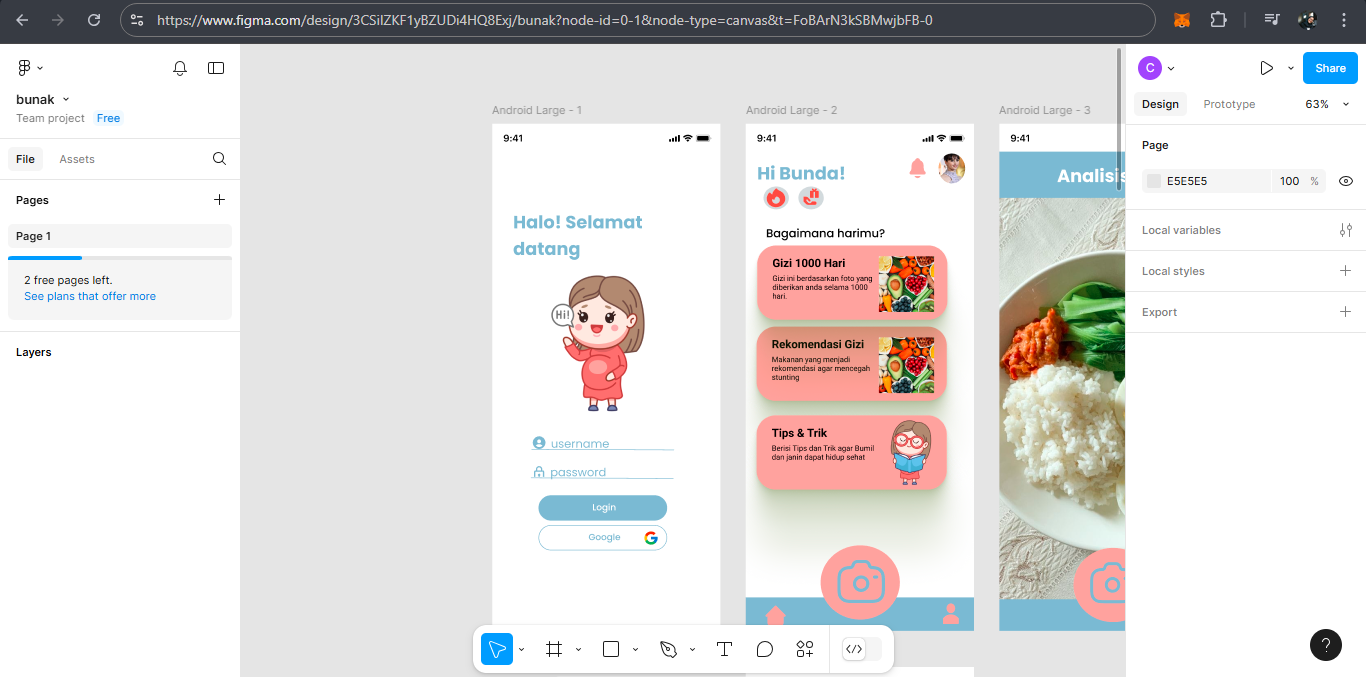 https://www.figma.com/design/3CSiIZKF1yBZUDi4HQ8Exj/bunak?node-id=0-1&node-type=canvas&t=FoBArN3kSBMwjbFB-0
bunak
Team project Free
File Assets
Pages
Page 1
2 free pages left.
See plans that offer more
Layers
Android Large - 1
9:41
Halo! Selamat
datang
Hi!
username
password
Login
Google
Android Large - 2
9:41
Hi Bunda!
Bagaimana harimu?
Gizi 1000 Hari
Gizi ini berdasarkan foto yang
diberikan anda selama 1000
hari.
Rekomendasi Gizi
Makanan yang menjadi
rekomendasi agar mencegah
stunting
Tips & Trik
Berisi Tips dan Trik agar Bumil
dan janin dapat hidup sehat
Android Large - 3
9:41
Analisis
C
Share
Design Prototype 63%
Page
E5E5E5 100 %
Local variables
Local styles
Export
?